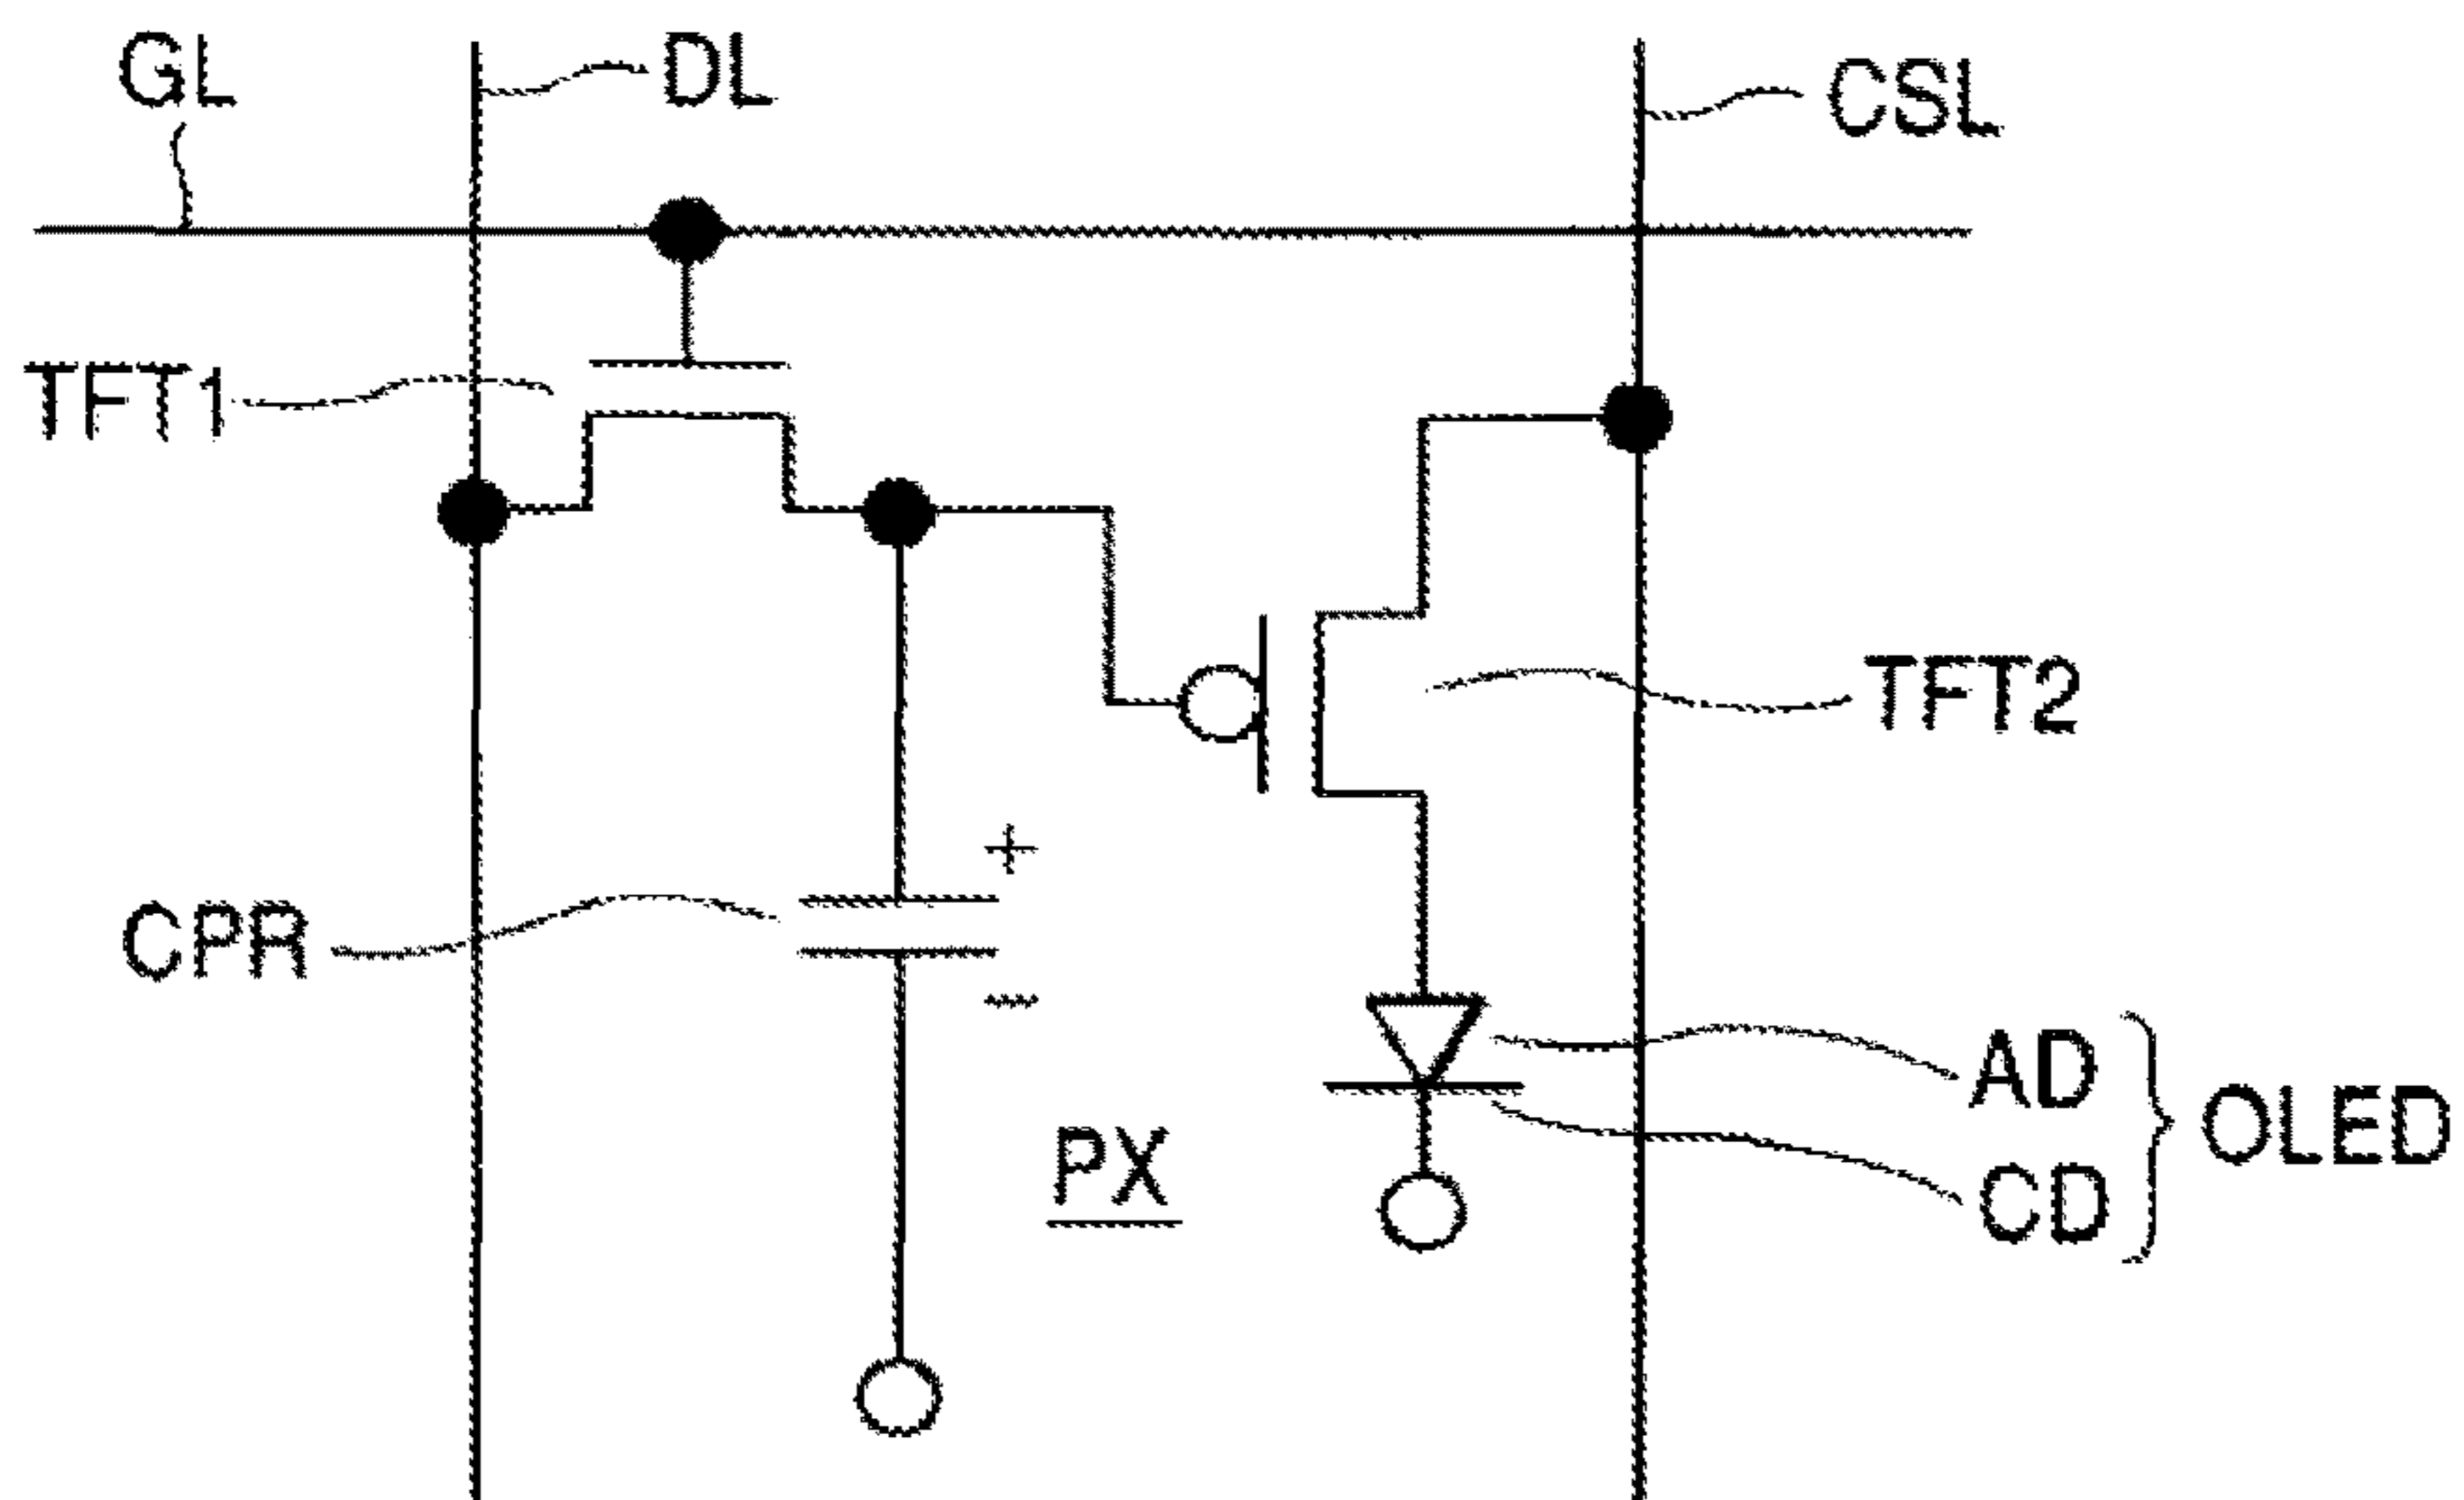 GL
DL
CSL
TFT1
TFT2
+
CPR
-
AD
OLED
PX
CD